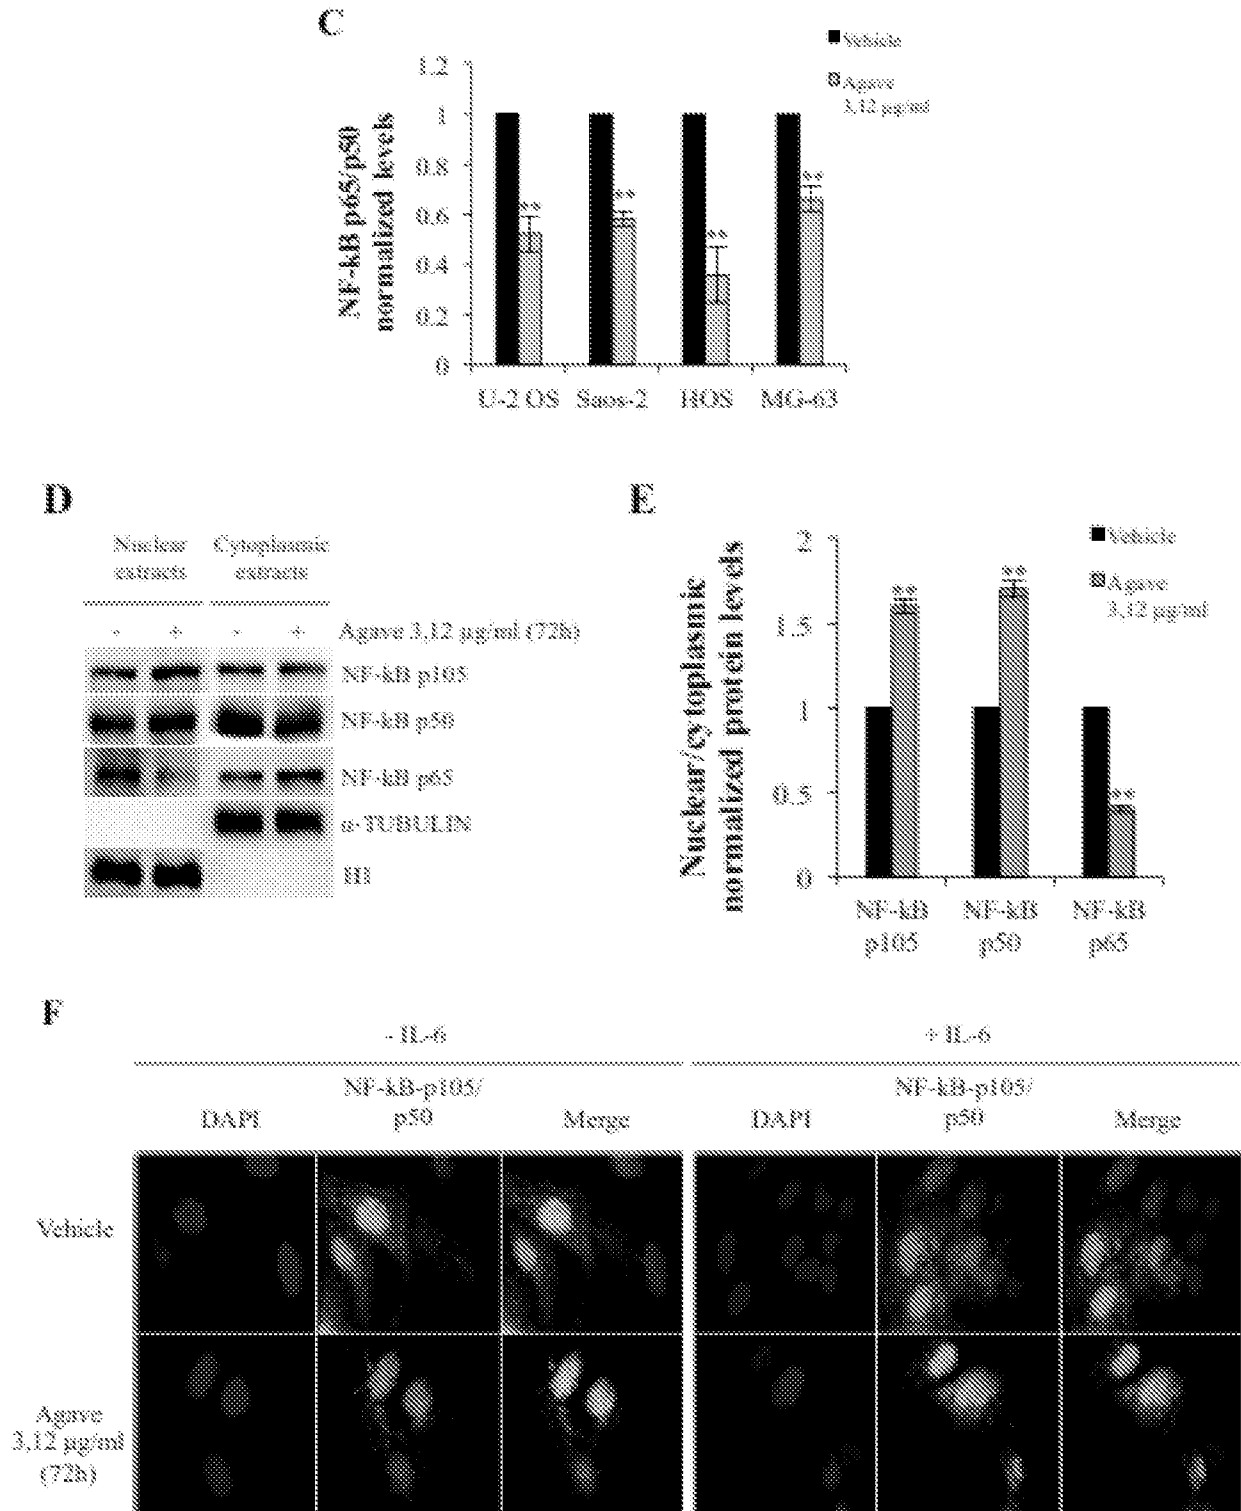 C
Vehicle
Agave
3,12 µg/ml
NF-kB p65/p50
normalized levels
1.2
1
0.8
0.6
0.4
0.2
0
**
**
**
**
U-2 OS Saos-2 HOS MG-63
D
Nuclear
extracts
Cytoplasmic
extracts
- + - + Agave 3,12 µg/ml (72h)
NF-kB p105
NF-kB p50
NF-kB p65
α-TUBULIN
H1
E
Vehicle
Agave
3,12 µg/ml
Nuclear/cytoplasmic
normalized protein levels
2
1.5
1
0.5
0
**
**
**
NF-kB
p105
NF-kB
p50
NF-kB
p65
F
- IL-6
+ IL-6
DAPI
NF-kB-p105/
p50
Merge
DAPI
NF-kB-p105/
p50
Merge
Vehicle
Agave
3,12 µg/ml
(72h)